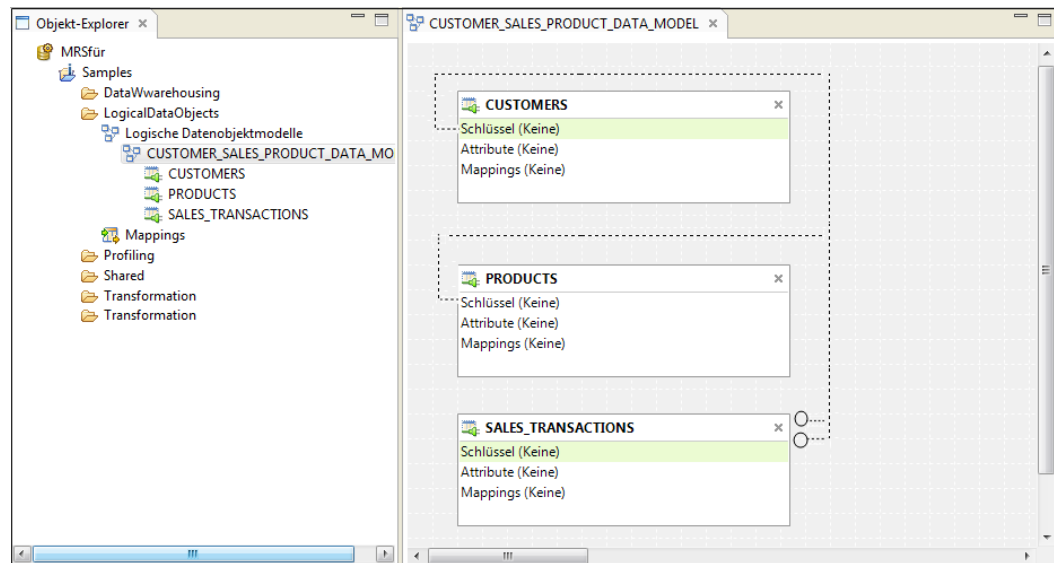 Objekt-Explorer
MRSfür
Samples
DataWwarehousing
LogicalDataObjects
Logische Datenobjektmodelle
CUSTOMER_SALES_PRODUCT_DATA_MO
CUSTOMERS
PRODUCTS
SALES_TRANSACTIONS
Mappings
Profiling
Shared
Transformation
Transformation
CUSTOMER_SALES_PRODUCT_DATA_MODEL
CUSTOMERS
Schlüssel (Keine)
Attribute (Keine)
Mappings (Keine)
PRODUCTS
Schlüssel (Keine)
Attribute (Keine)
Mappings (Keine)
SALES_TRANSACTIONS
Schlüssel (Keine)
Attribute (Keine)
Mappings (Keine)